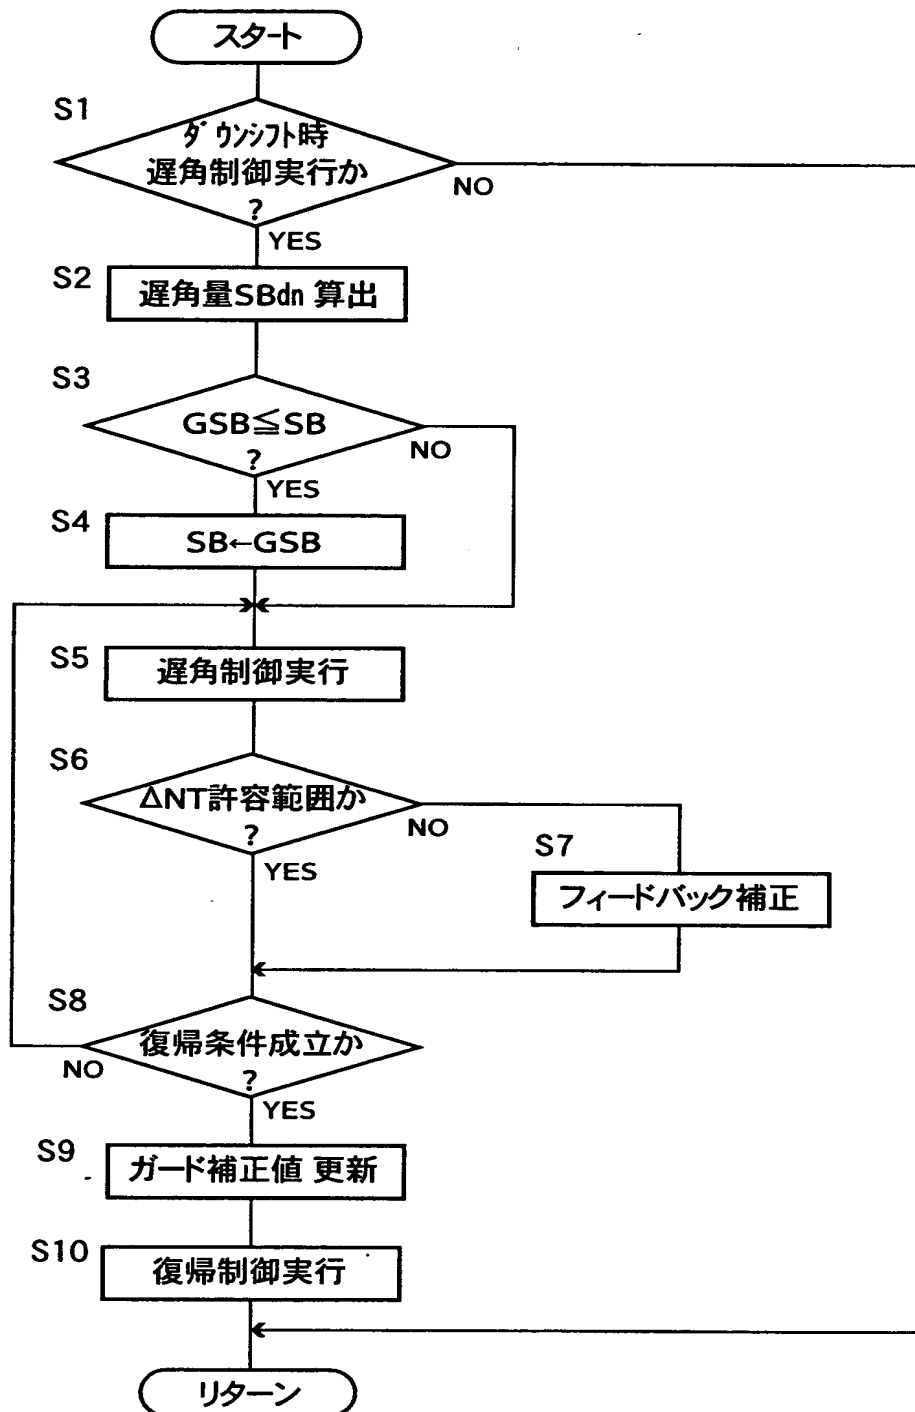 スタート
S1
ダウンシフト時
遅角制御実行か
?
NO
YES
S2
遅角量SBdn 算出
S3
GSB≦SB
?
NO
YES
S4
SB←GSB
S5
遅角制御実行
S6
ΔNT許容範囲か
?
NO
YES
S7
フィードバック補正
S8
復帰条件成立か
?
NO
YES
S9
ガード補正値 更新
S10
復帰制御実行
リターン